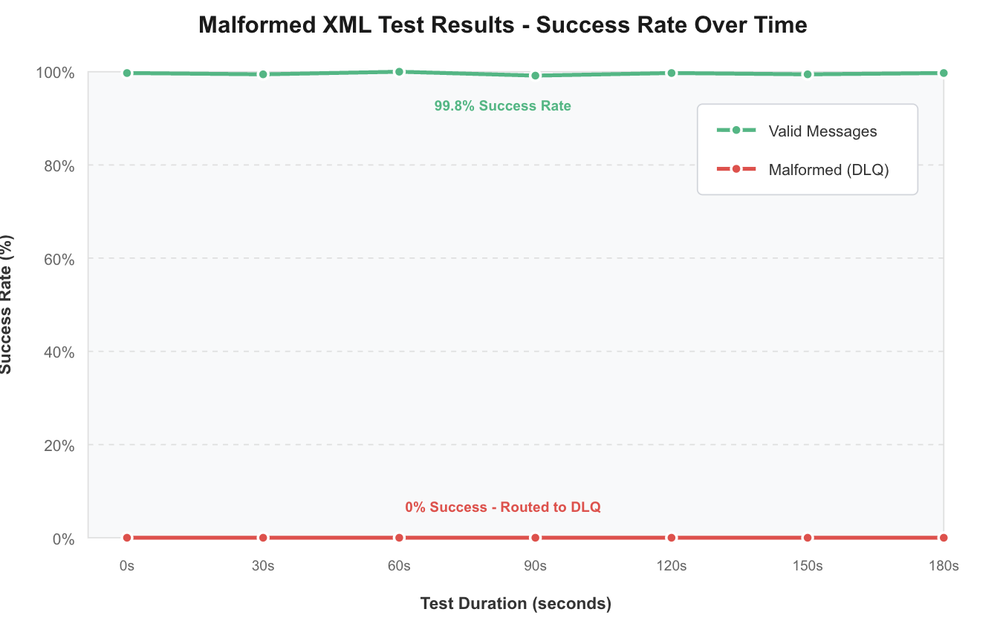 Malformed XML Test Results - Success Rate Over Time
100%
99.8% Success Rate
Valid Messages
80%
Malformed (DLQ)
60%
Success Rate (%)
40%
20%
0% Success - Routed to DLQ
0%
0s 30s 60s 90s 120s 150s 180s
Test Duration (seconds)